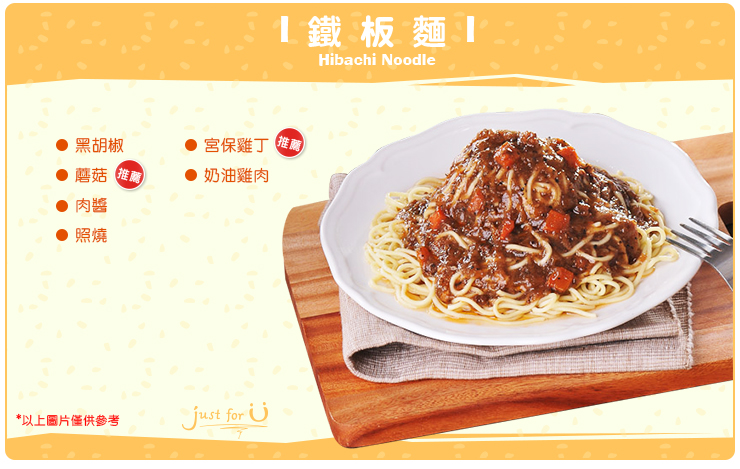 鐵板麵
Hibachi Noodle
黑胡椒
蘑菇 推薦
肉醬
照燒
宮保雞丁 推薦
奶油雞肉
*以上圖片僅供參考
just for U